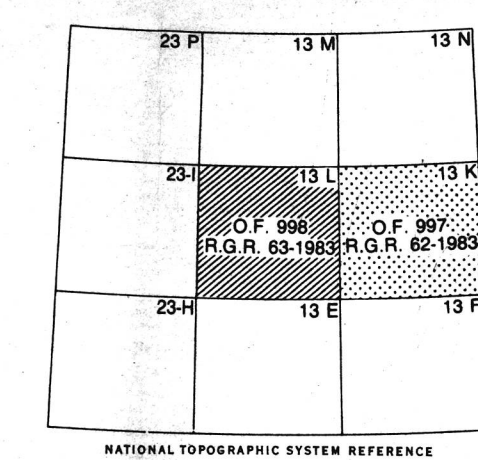 23 P
13 M
13 N
23-I
13 L
13 K
O.F. 998
R.G.R. 63-1983
O.F. 997
R.G.R. 62-1983
23-H
13 E
13 F
NATIONAL TOPOGRAPHIC SYSTEM REFERENCE